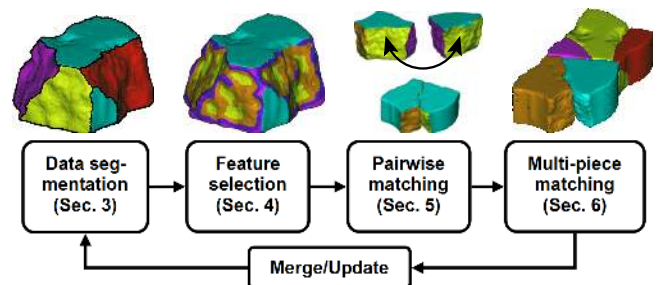 Data seg-
mentation
(Sec. 3)
Feature
selection
(Sec. 4)
Pairwise
matching
(Sec. 5)
Multi-piece
matching
(Sec. 6)
Merge/Update